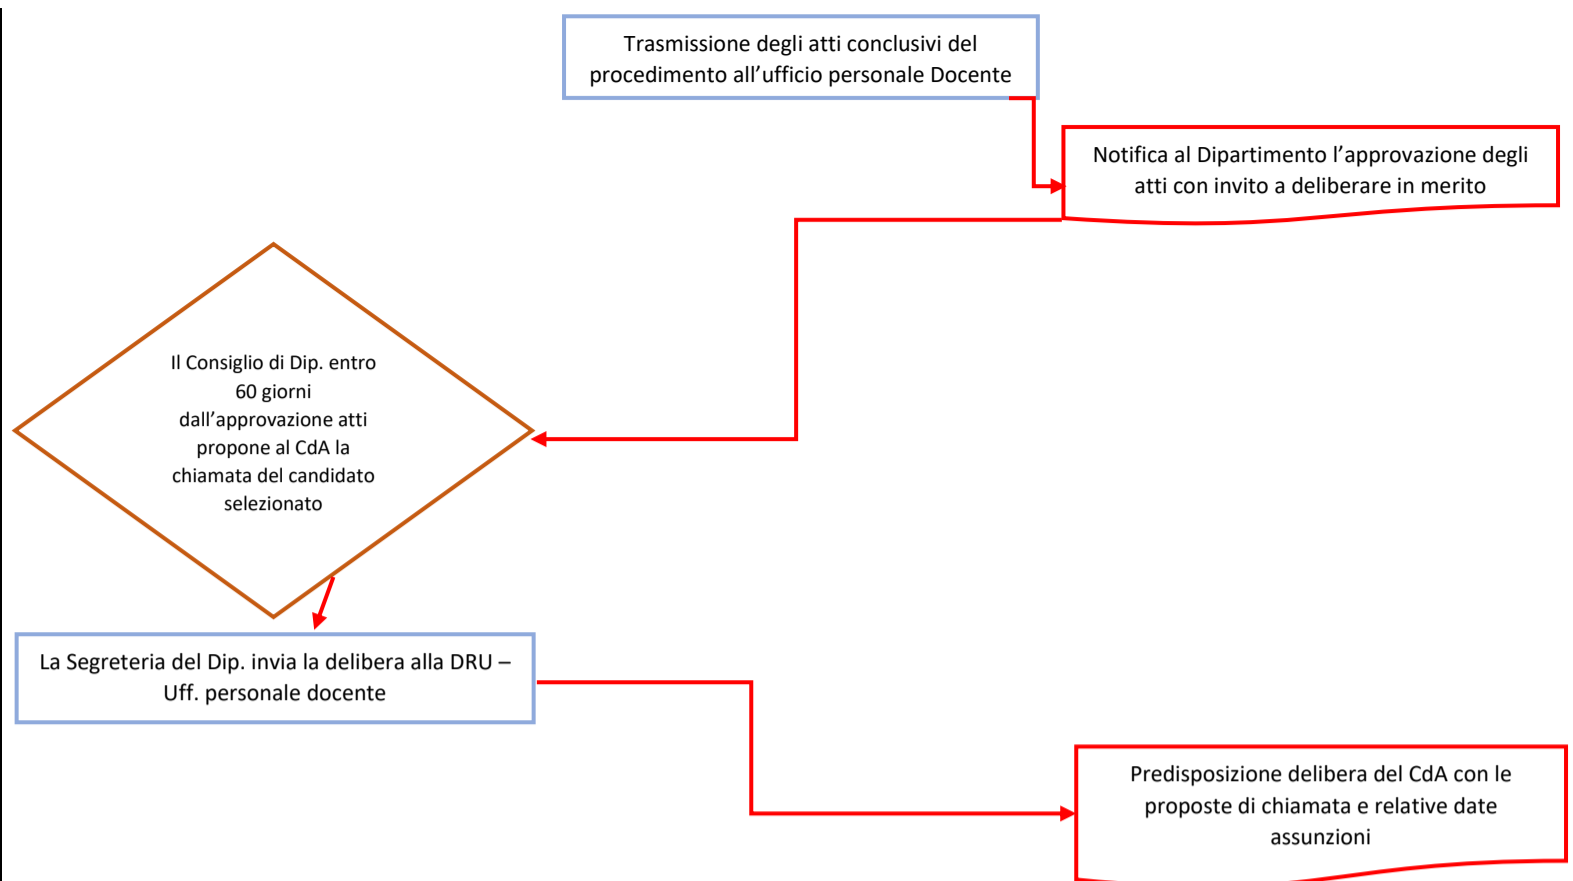 Trasmissione degli atti conclusivi del
procedimento all’ufficio personale Docente
Notifica al Dipartimento l’approvazione degli
atti con invito a deliberare in merito
Il Consiglio di Dip. entro
60 giorni
dall’approvazione atti
propone al CdA la
chiamata del candidato
selezionato
La Segreteria del Dip. invia la delibera alla DRU –
Uff. personale docente
Predisposizione delibera del CdA con le
proposte di chiamata e relative date
assunzioni